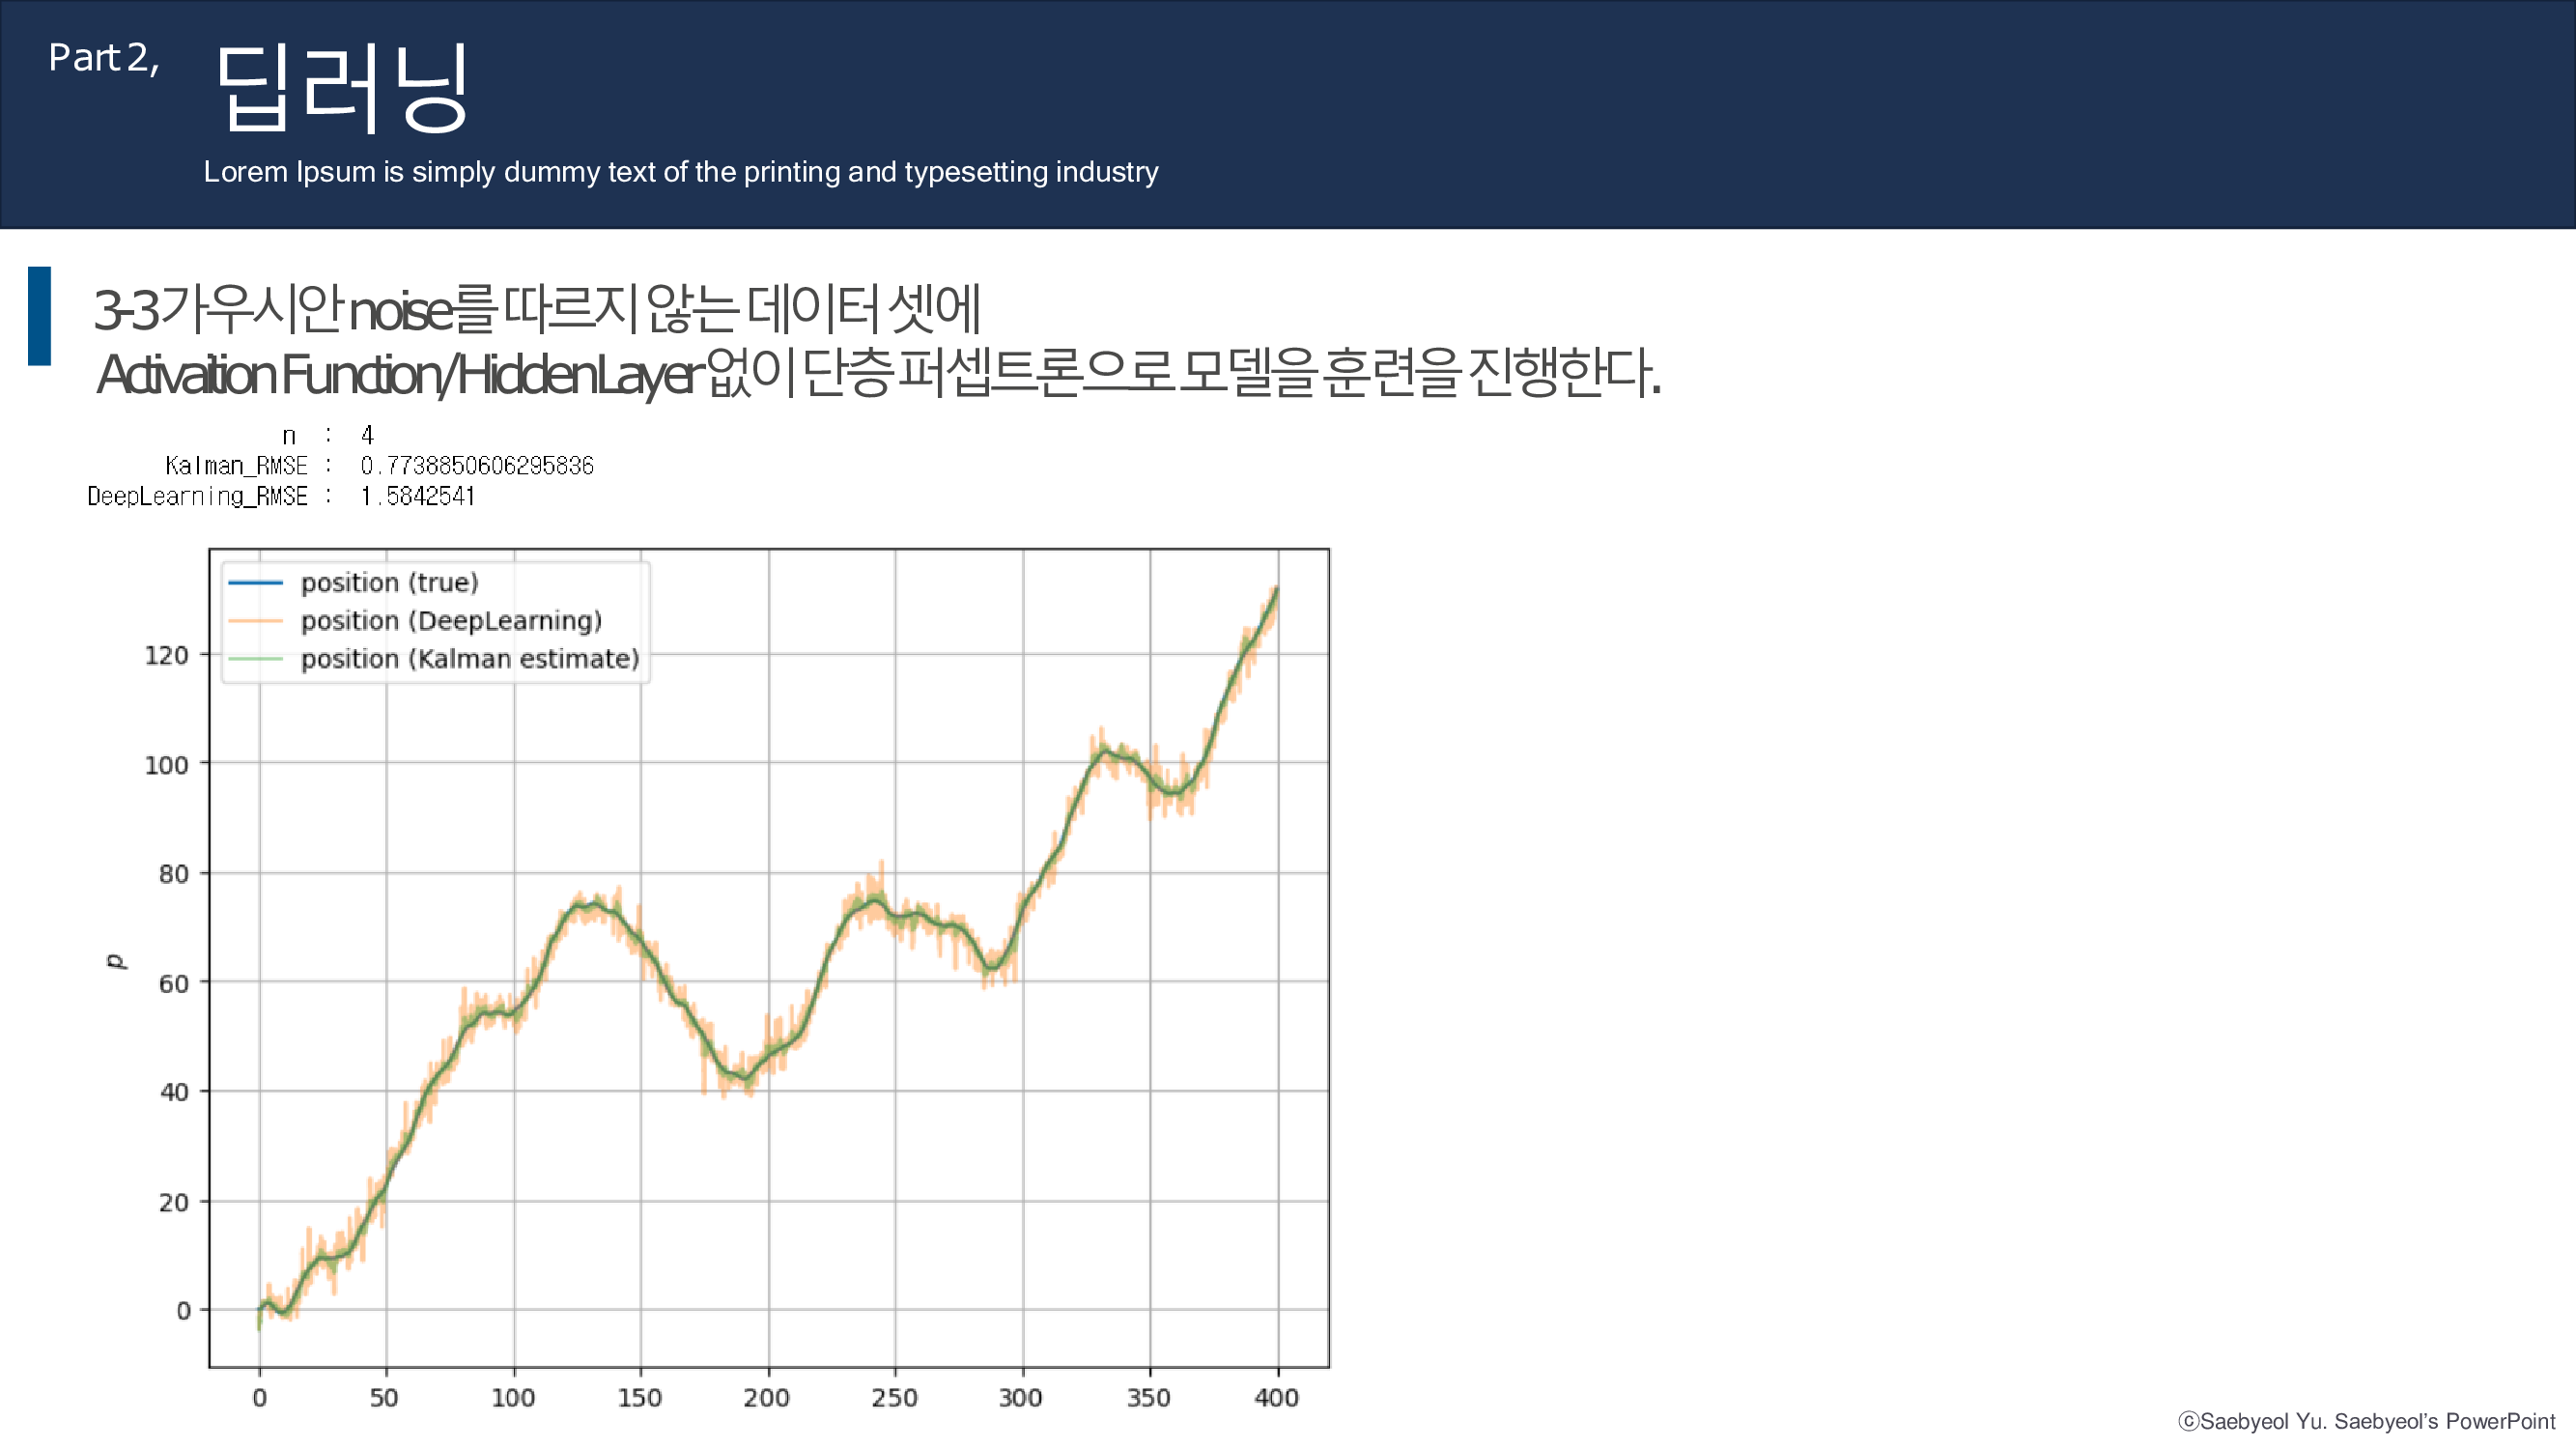 Part 2,
딥러닝
Lorem Ipsum is simply dummy text of the printing and typesetting industry
3-3 가우시안 noise를 따르지 않는 데이터 셋에
Activation Function / Hidden Layer 없이 단층 퍼셉트론으로 모델을 훈련을 진행한다.
n : 4
Kalman_RMSE : 0.7738850606295836
DeepLearning_RMSE : 1.5842541
position (true)
position (DeepLearning)
position (Kalman estimate)
120
100
80
60
40
20
0
p
0 50 100 150 200 250 300 350 400
ⓒSaebyeol Yu. Saebyeol’s PowerPoint